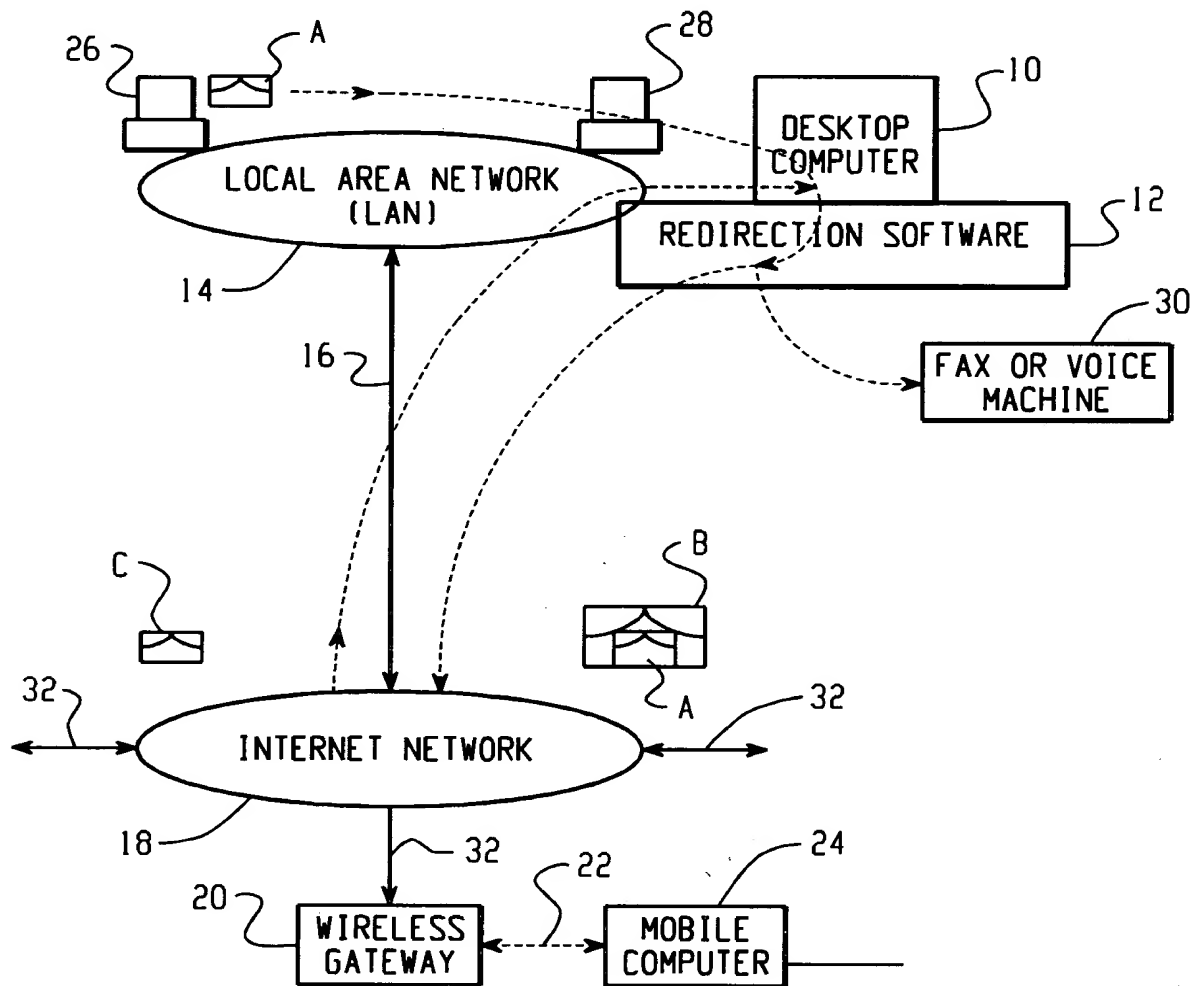 26
A
28
10
DESKTOP
COMPUTER
LOCAL AREA NETWORK
(LAN)
12
REDIRECTION SOFTWARE
14
30
16
FAX OR VOICE
MACHINE
B
C
A
32
32
INTERNET NETWORK
18
32
22
24
20
WIRELESS
GATEWAY
MOBILE
COMPUTER